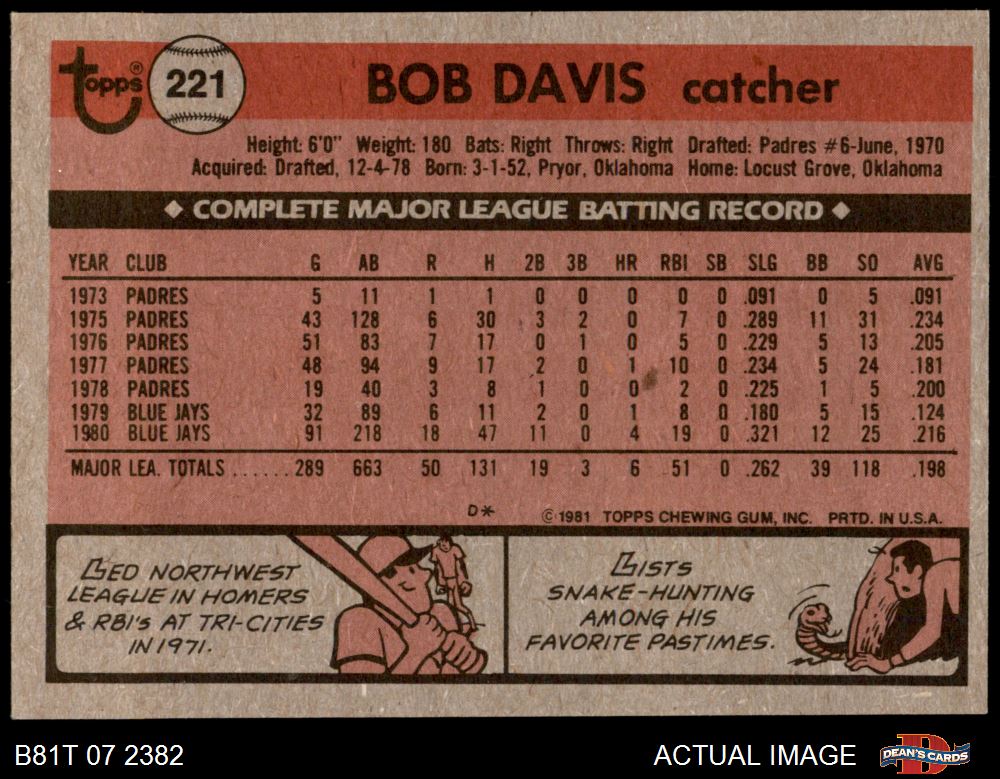 topps® 221 BOB DAVIS catcher
Height: 6'0" Weight: 180 Bats: Right Throws: Right Drafted: Padres #6-June, 1970
Acquired: Drafted, 12-4-78 Born: 3-1-52, Pryor, Oklahoma Home: Locust Grove, Oklahoma
◆ COMPLETE MAJOR LEAGUE BATTING RECORD ◆
YEAR CLUB G AB R H 2B 3B HR RBI SB SLG BB SO AVG
1973 PADRES 5 11 1 1 0 0 0 0 0 .091 0 5 .091
1975 PADRES 43 128 6 30 3 2 0 7 0 .289 11 31 .234
1976 PADRES 51 83 7 17 0 1 0 5 0 .229 5 13 .205
1977 PADRES 48 94 9 17 2 0 1 10 0 .234 5 24 .181
1978 PADRES 19 40 3 8 1 0 0 2 0 .225 1 5 .200
1979 BLUE JAYS 32 89 6 11 2 0 1 8 0 .180 5 15 .124
1980 BLUE JAYS 91 218 18 47 11 0 4 19 0 .321 12 25 .216
MAJOR LEA. TOTALS ...... 289 663 50 131 19 3 6 51 0 .262 39 118 .198
D* © 1981 TOPPS CHEWING GUM, INC. PRTD. IN U.S.A.
LED NORTHWEST
LEAGUE IN HOMERS
& RBI's AT TRI-CITIES
IN 1971.
LISTS
SNAKE-HUNTING
AMONG HIS
FAVORITE PASTIMES.
B81T 07 2382 ACTUAL IMAGE DEAN'S CARDS